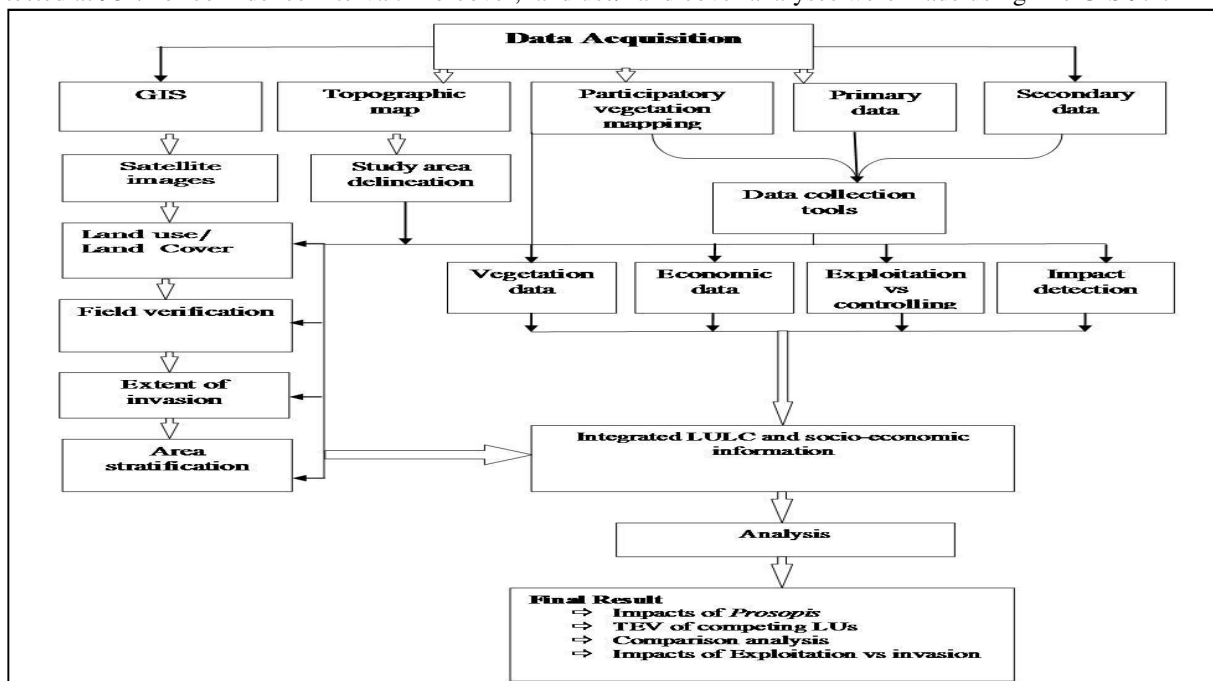 Data Acquisition
GIS
Topographic
map
Participatory
vegetation
mapping
Primary
data
Secondary
data
Satellite
images
Study area
delineation
Data collection
tools
Land use/
Land Cover
Vegetation
data
Economic
data
Exploitation
vs
controlling
Impact
detection
Field verification
Extent of
invasion
Area
stratification
Integrated LULC and socio-economic
information
Analysis
Final Result
⇨ Impacts of Prosopis
⇨ TEV of competing LUs
⇨ Comparison analysis
⇨ Impacts of Exploitation vs invasion